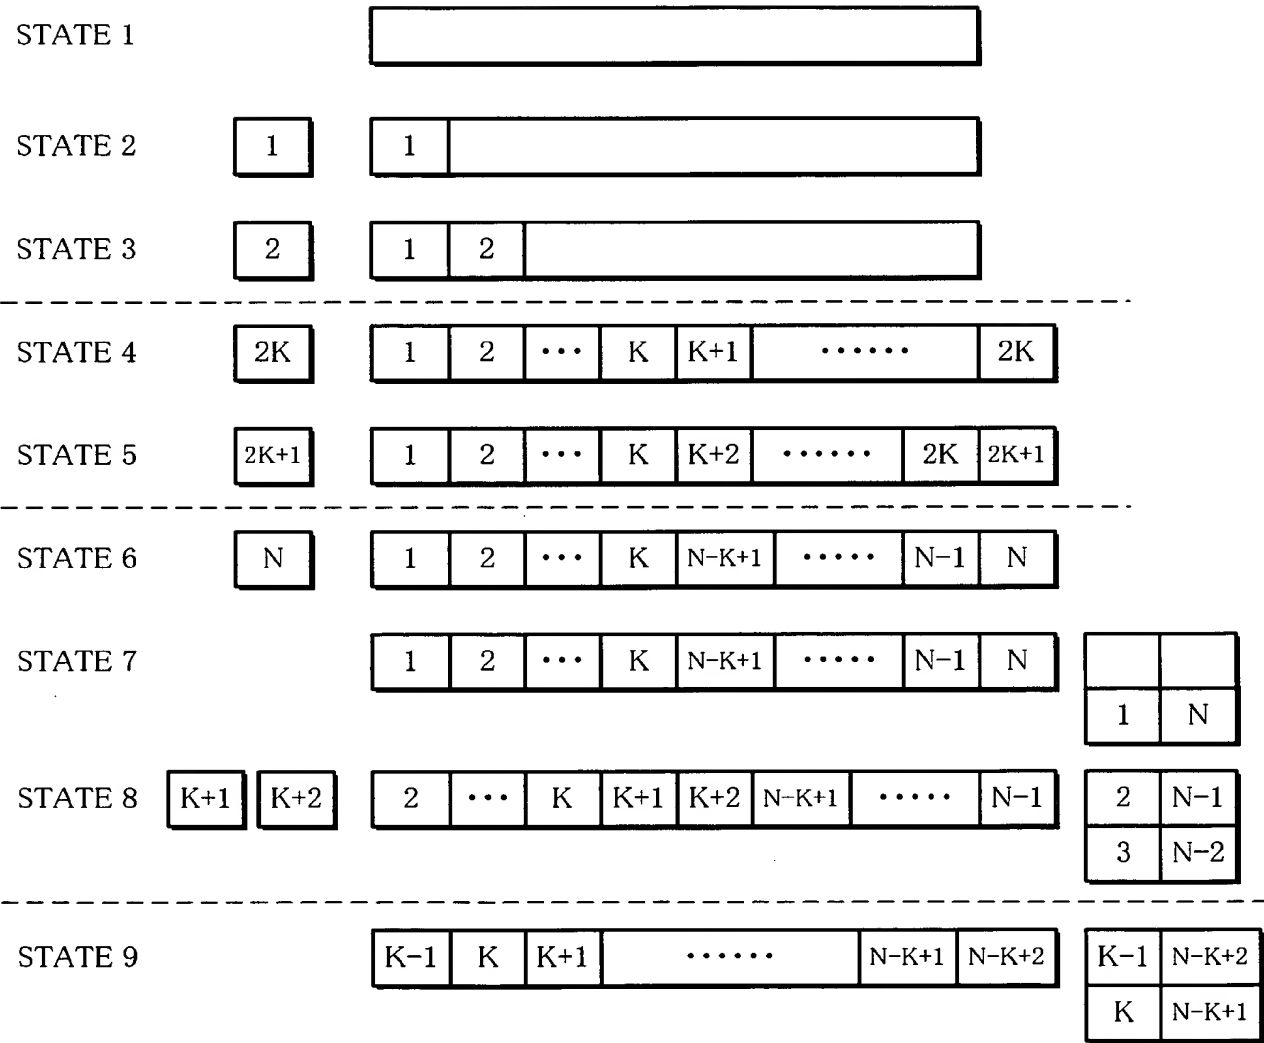 STATE 1
STATE 2 1 1
STATE 3 2 1 2
STATE 4 2K 1 2 ··· K K+1 ······ 2K
STATE 5 2K+1 1 2 ··· K K+2 ······ 2K 2K+1
STATE 6 N 1 2 ··· K N-K+1 ····· N-1 N
STATE 7 1 2 ··· K N-K+1 ····· N-1 N
1 N
STATE 8 K+1 K+2 2 ··· K K+1 K+2 N-K+1 ····· N-1 2 N-1
3 N-2
STATE 9 K-1 K K+1 ······ N-K+1 N-K+2 K-1 N-K+2
K N-K+1